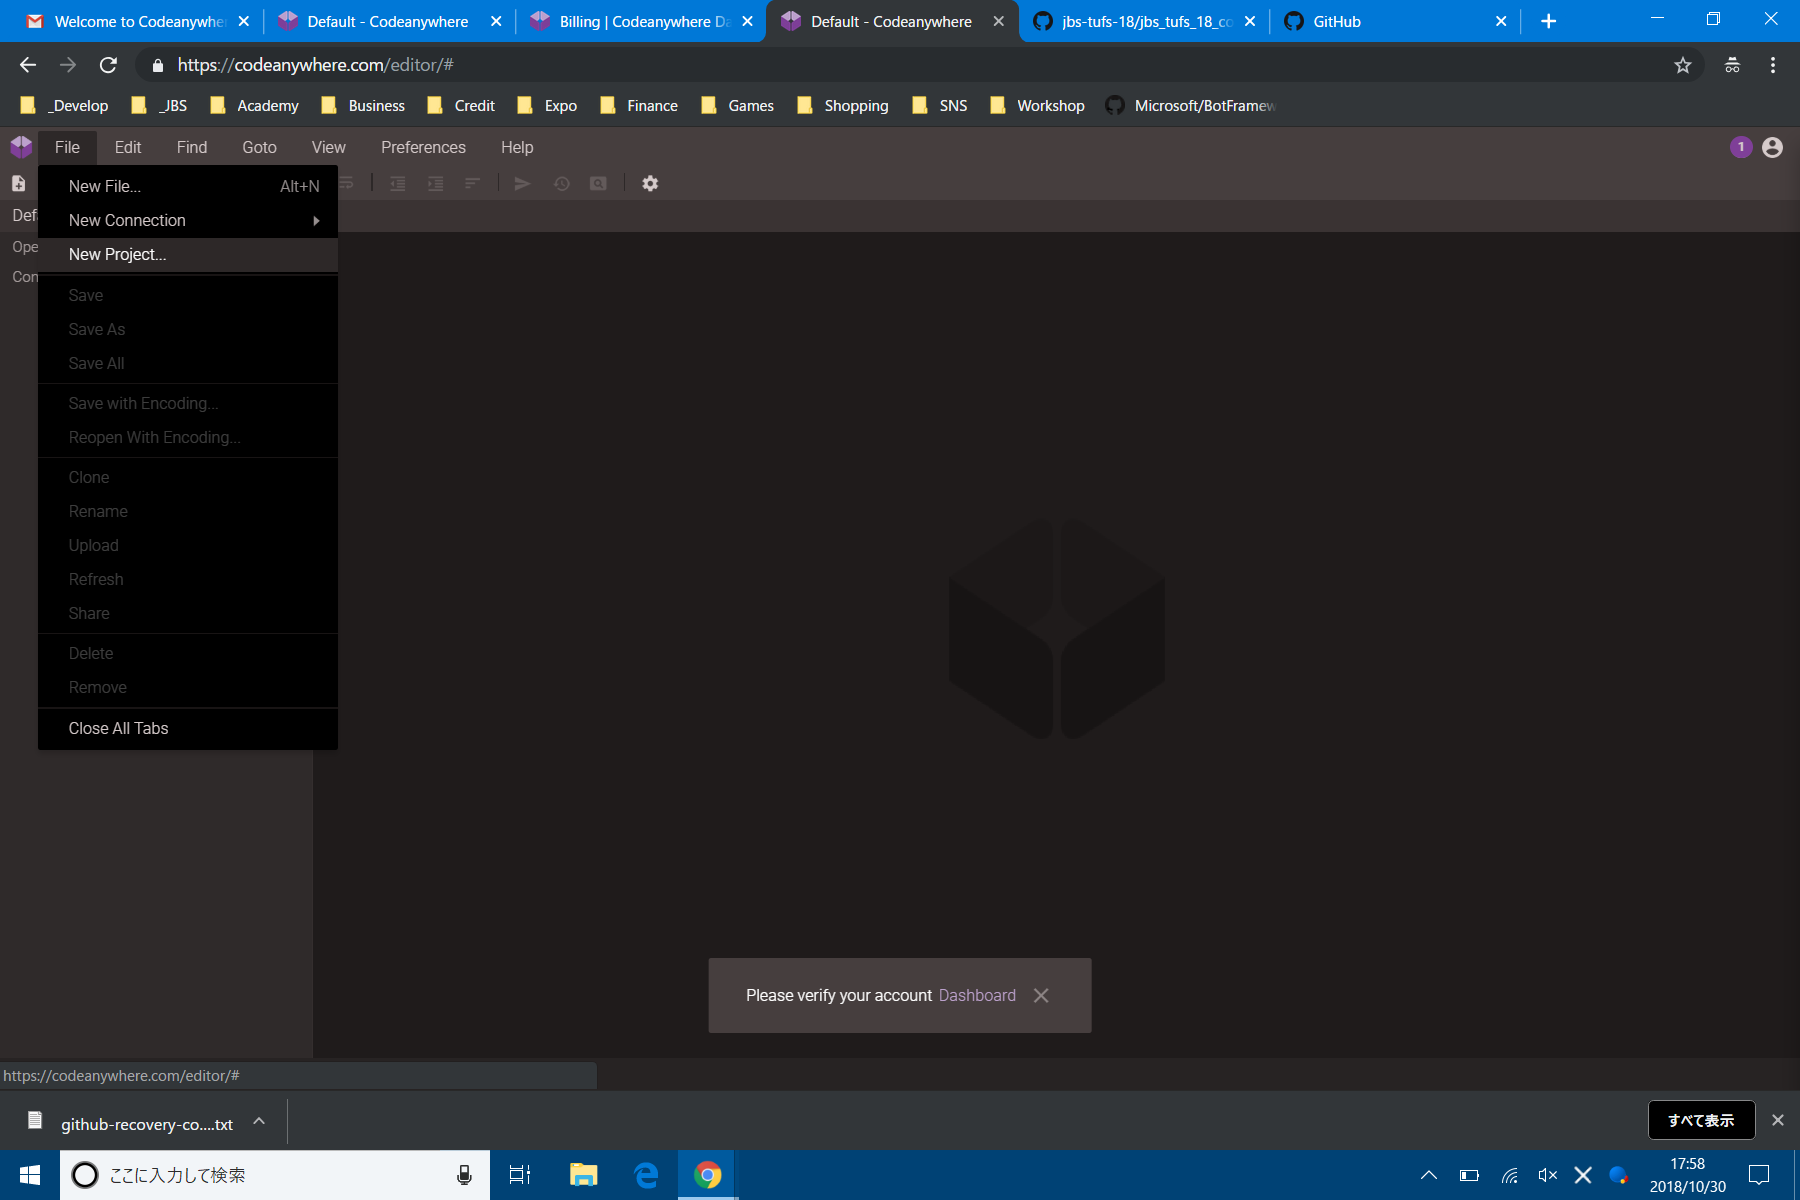 Welcome to Codeanywhe
Default - Codeanywhere
Billing | Codeanywhere Da
Default - Codeanywhere
jbs-tufs-18/jbs_tufs_18_co
GitHub
https://codeanywhere.com/editor/#
_Develop
_JBS
Academy
Business
Credit
Expo
Finance
Games
Shopping
SNS
Workshop
Microsoft/BotFramew
File
Edit
Find
Goto
View
Preferences
Help
1
New File... Alt+N
Def
New Connection
Ope
New Project...
Con
Save
Save As
Save All
Save with Encoding...
Reopen With Encoding...
Clone
Rename
Upload
Refresh
Share
Delete
Remove
Close All Tabs
Please verify your account Dashboard
https://codeanywhere.com/editor/#
github-recovery-co....txt
すべて表示
ここに入力して検索
17:58
2018/10/30